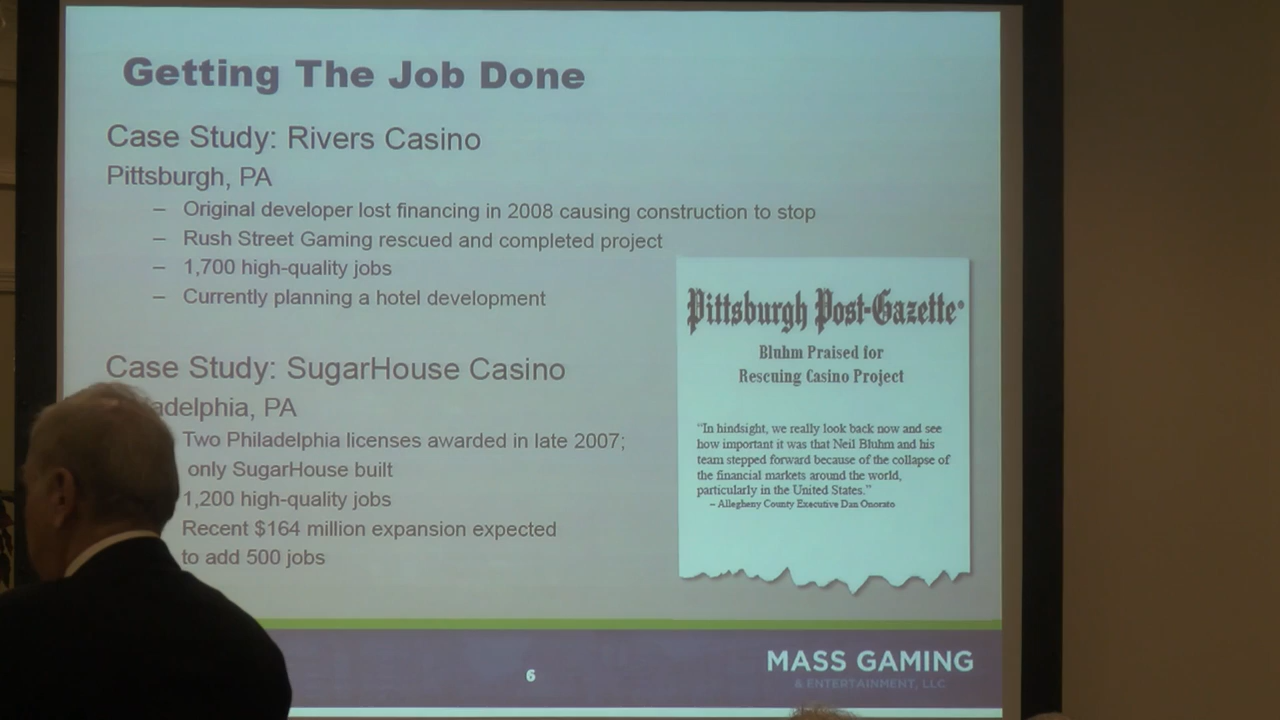 Getting The Job Done
Case Study: Rivers Casino
Pittsburgh, PA
– Original developer lost financing in 2008 causing construction to stop
– Rush Street Gaming rescued and completed project
– 1,700 high-quality jobs
– Currently planning a hotel development
Case Study: SugarHouse Casino
adelphia, PA
Two Philadelphia licenses awarded in late 2007;
only SugarHouse built
1,200 high-quality jobs
Recent $164 million expansion expected
to add 500 jobs
Pittsburgh Post-Gazette®
Bluhm Praised for
Rescuing Casino Project
“In hindsight, we really look back now and see
how important it was that Neil Bluhm and his
team stepped forward because of the collapse of
the financial markets around the world,
particularly in the United States.”
– Allegheny County Executive Dan Onorato
6
MASS GAMING
& ENTERTAINMENT, LLC